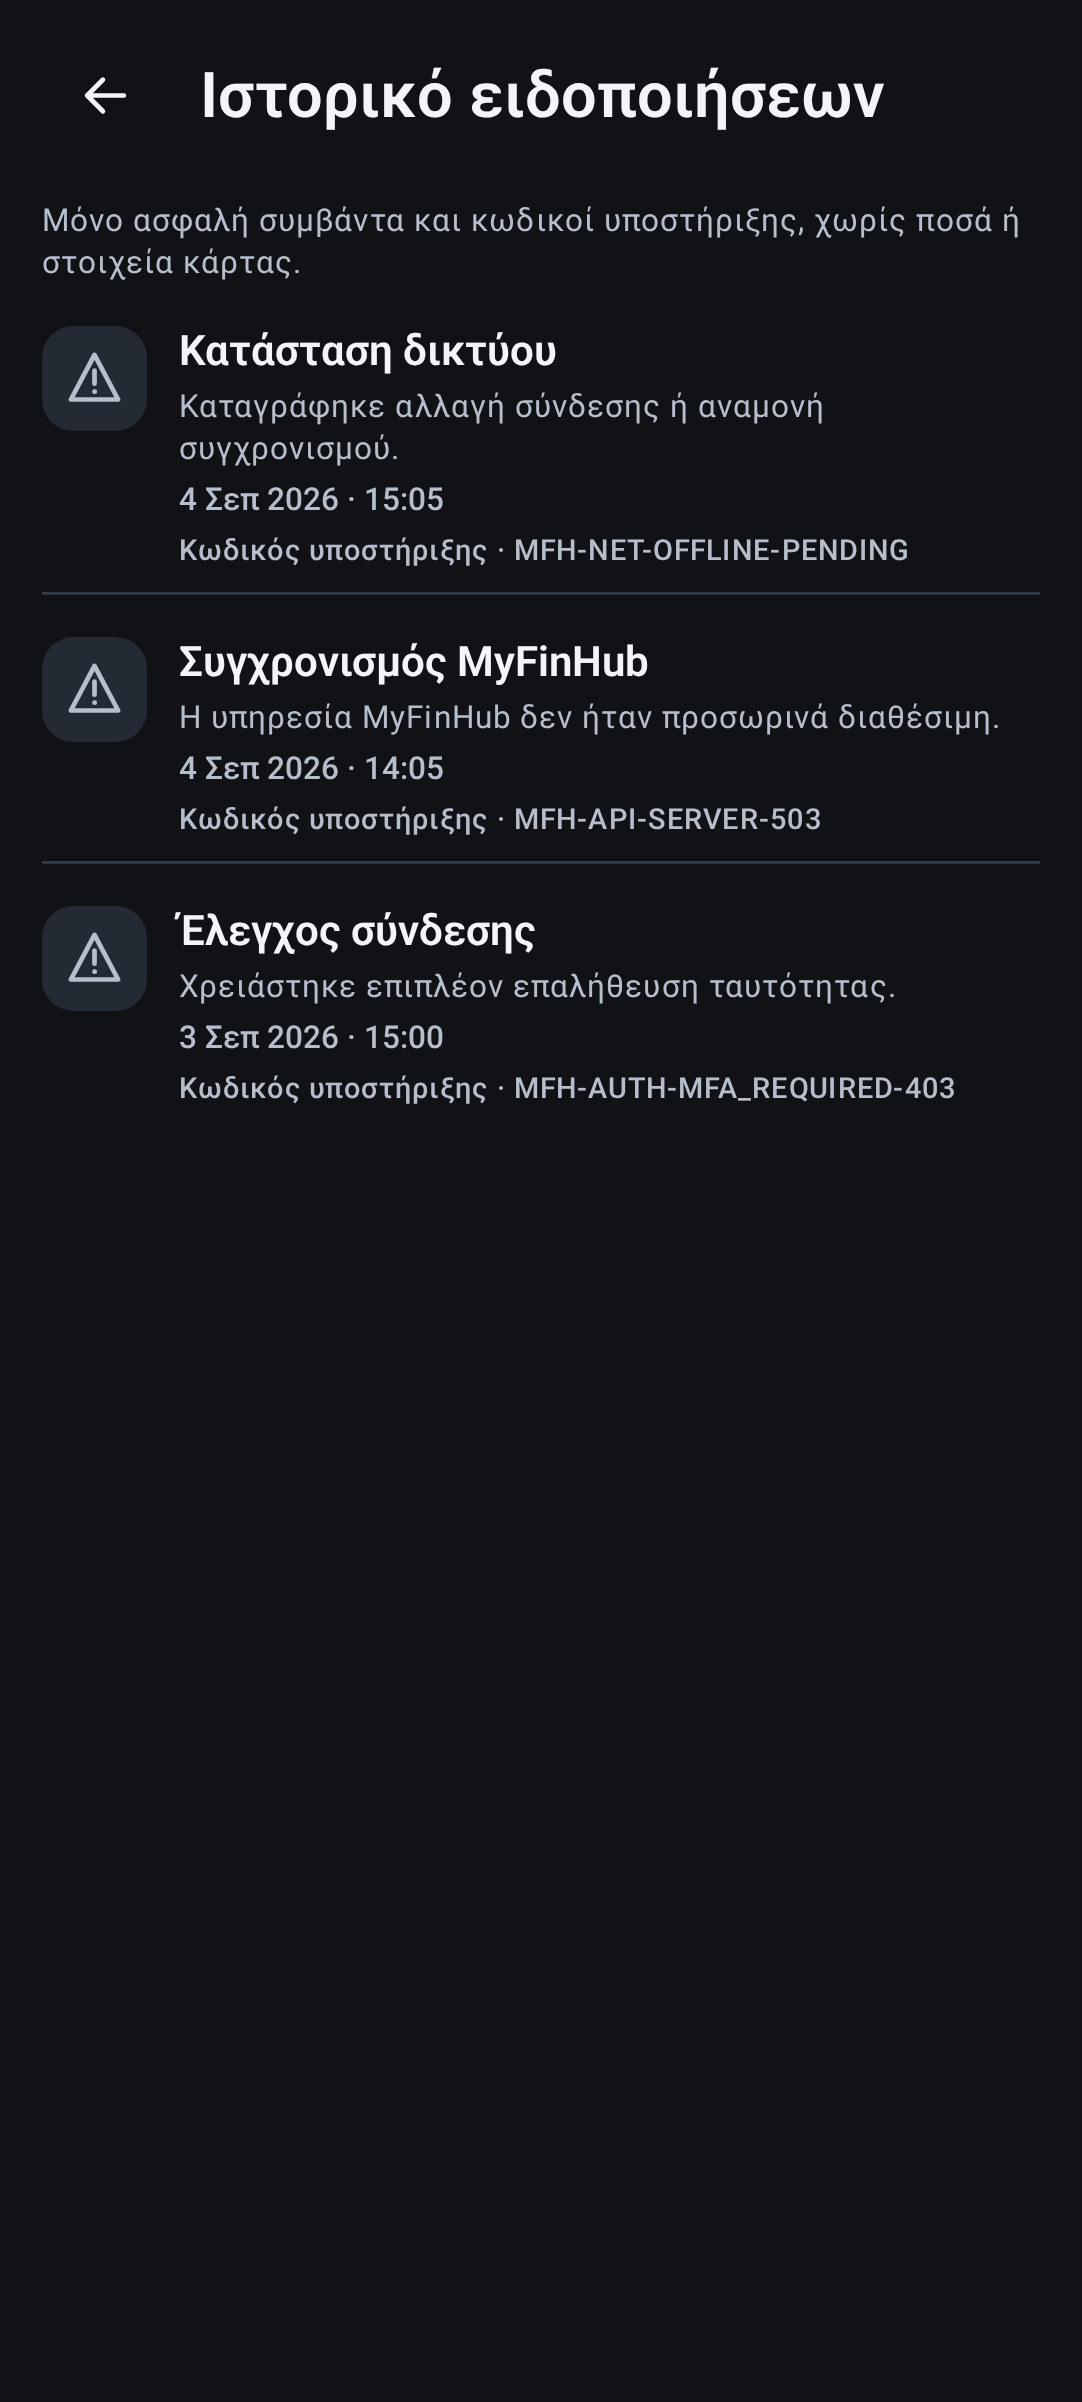 Ιστορικό ειδοποιήσεων
Μόνο ασφαλή συμβάντα και κωδικοί υποστήριξης, χωρίς ποσά ή
στοιχεία κάρτας.
Κατάσταση δικτύου
Καταγράφηκε αλλαγή σύνδεσης ή αναμονή
συγχρονισμού.
4 Σεπ 2026 · 15:05
Κωδικός υποστήριξης · MFH-NET-OFFLINE-PENDING
Συγχρονισμός MyFinHub
Η υπηρεσία MyFinHub δεν ήταν προσωρινά διαθέσιμη.
4 Σεπ 2026 · 14:05
Κωδικός υποστήριξης · MFH-API-SERVER-503
Έλεγχος σύνδεσης
Χρειάστηκε επιπλέον επαλήθευση ταυτότητας.
3 Σεπ 2026 · 15:00
Κωδικός υποστήριξης · MFH-AUTH-MFA_REQUIRED-403